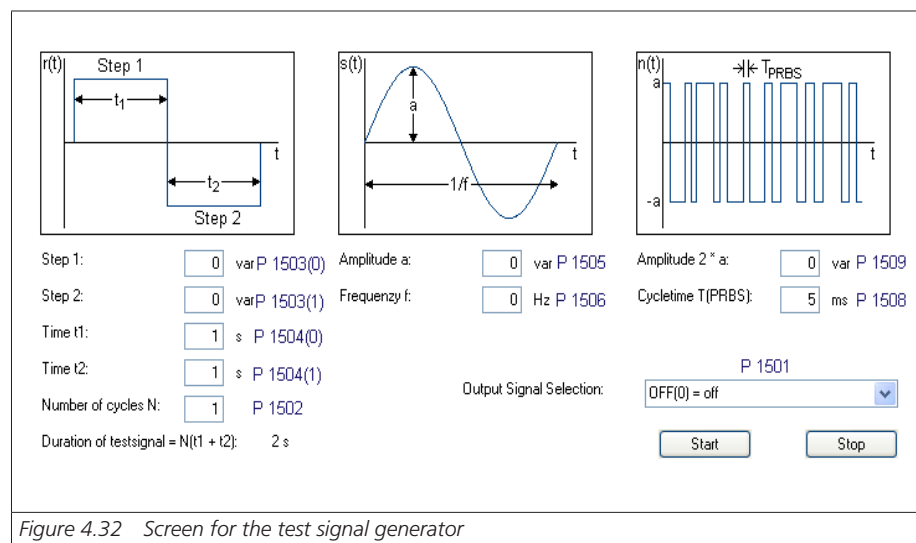 r(t)
Step 1
t1
t
t2
Step 2
s(t)
a
t
1/f
n(t)
TPRBS
a
t
-a
Step 1: 0 var P 1503(0)
Step 2: 0 var P 1503(1)
Time t1: 1 s P 1504(0)
Time t2: 1 s P 1504(1)
Number of cycles N: 1 P 1502
Duration of testsignal = N(t1 + t2): 2 s
Amplitude a: 0 var P 1505
Frequenzy f: 0 Hz P 1506
Amplitude 2 * a: 0 var P 1509
Cycletime T(PRBS): 5 ms P 1508
P 1501
Output Signal Selection: OFF(0) = off
Start Stop
Figure 4.32 Screen for the test signal generator